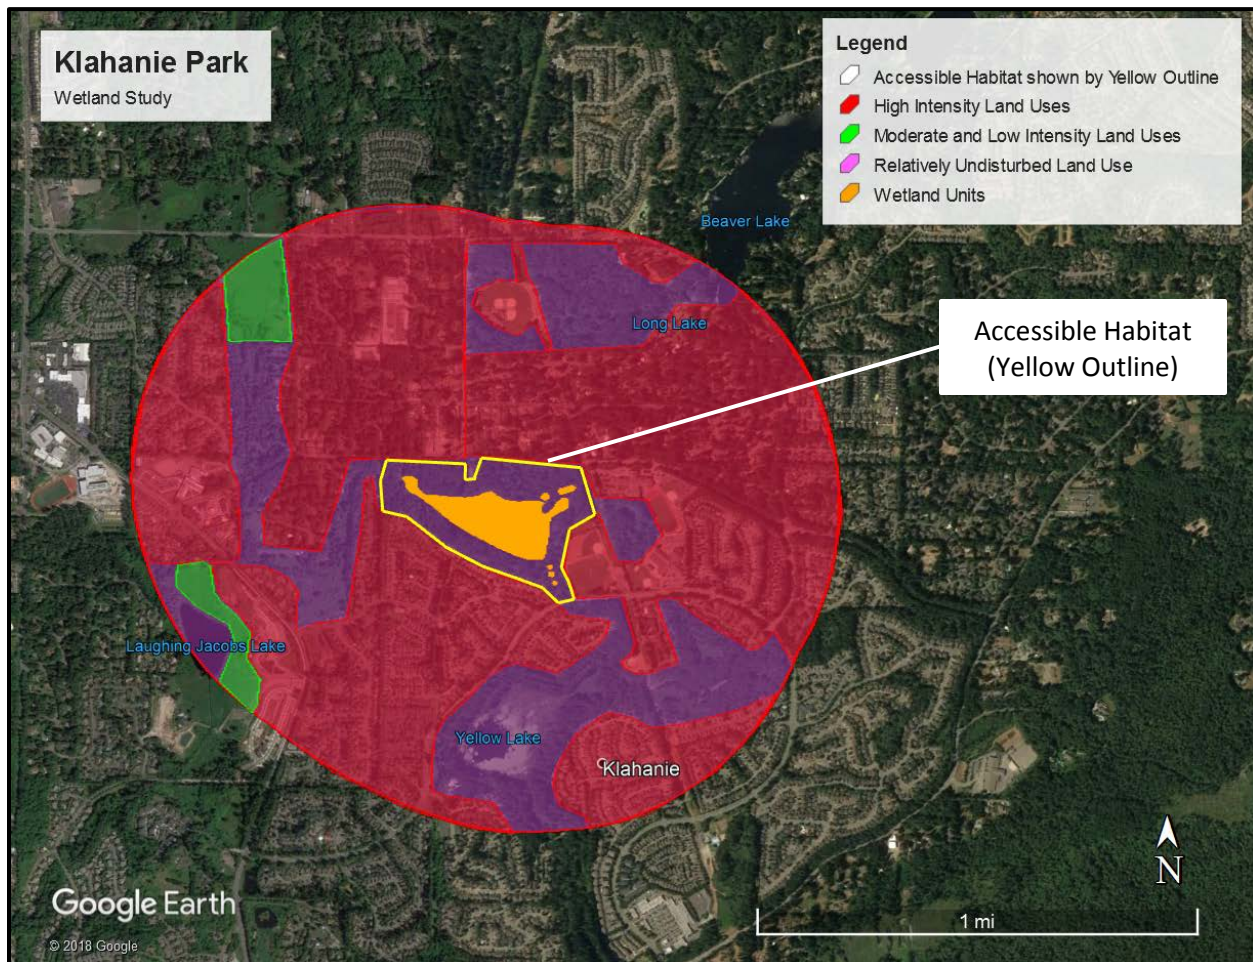 Klahanie Park
Wetland Study
Legend
Accessible Habitat shown by Yellow Outline
High Intensity Land Uses
Moderate and Low Intensity Land Uses
Relatively Undisturbed Land Use
Wetland Units
Beaver Lake
Long Lake
Accessible Habitat
(Yellow Outline)
Laughing Jacobs Lake
Yellow Lake
Klahanie
N
Google Earth
© 2018 Google
1 mi